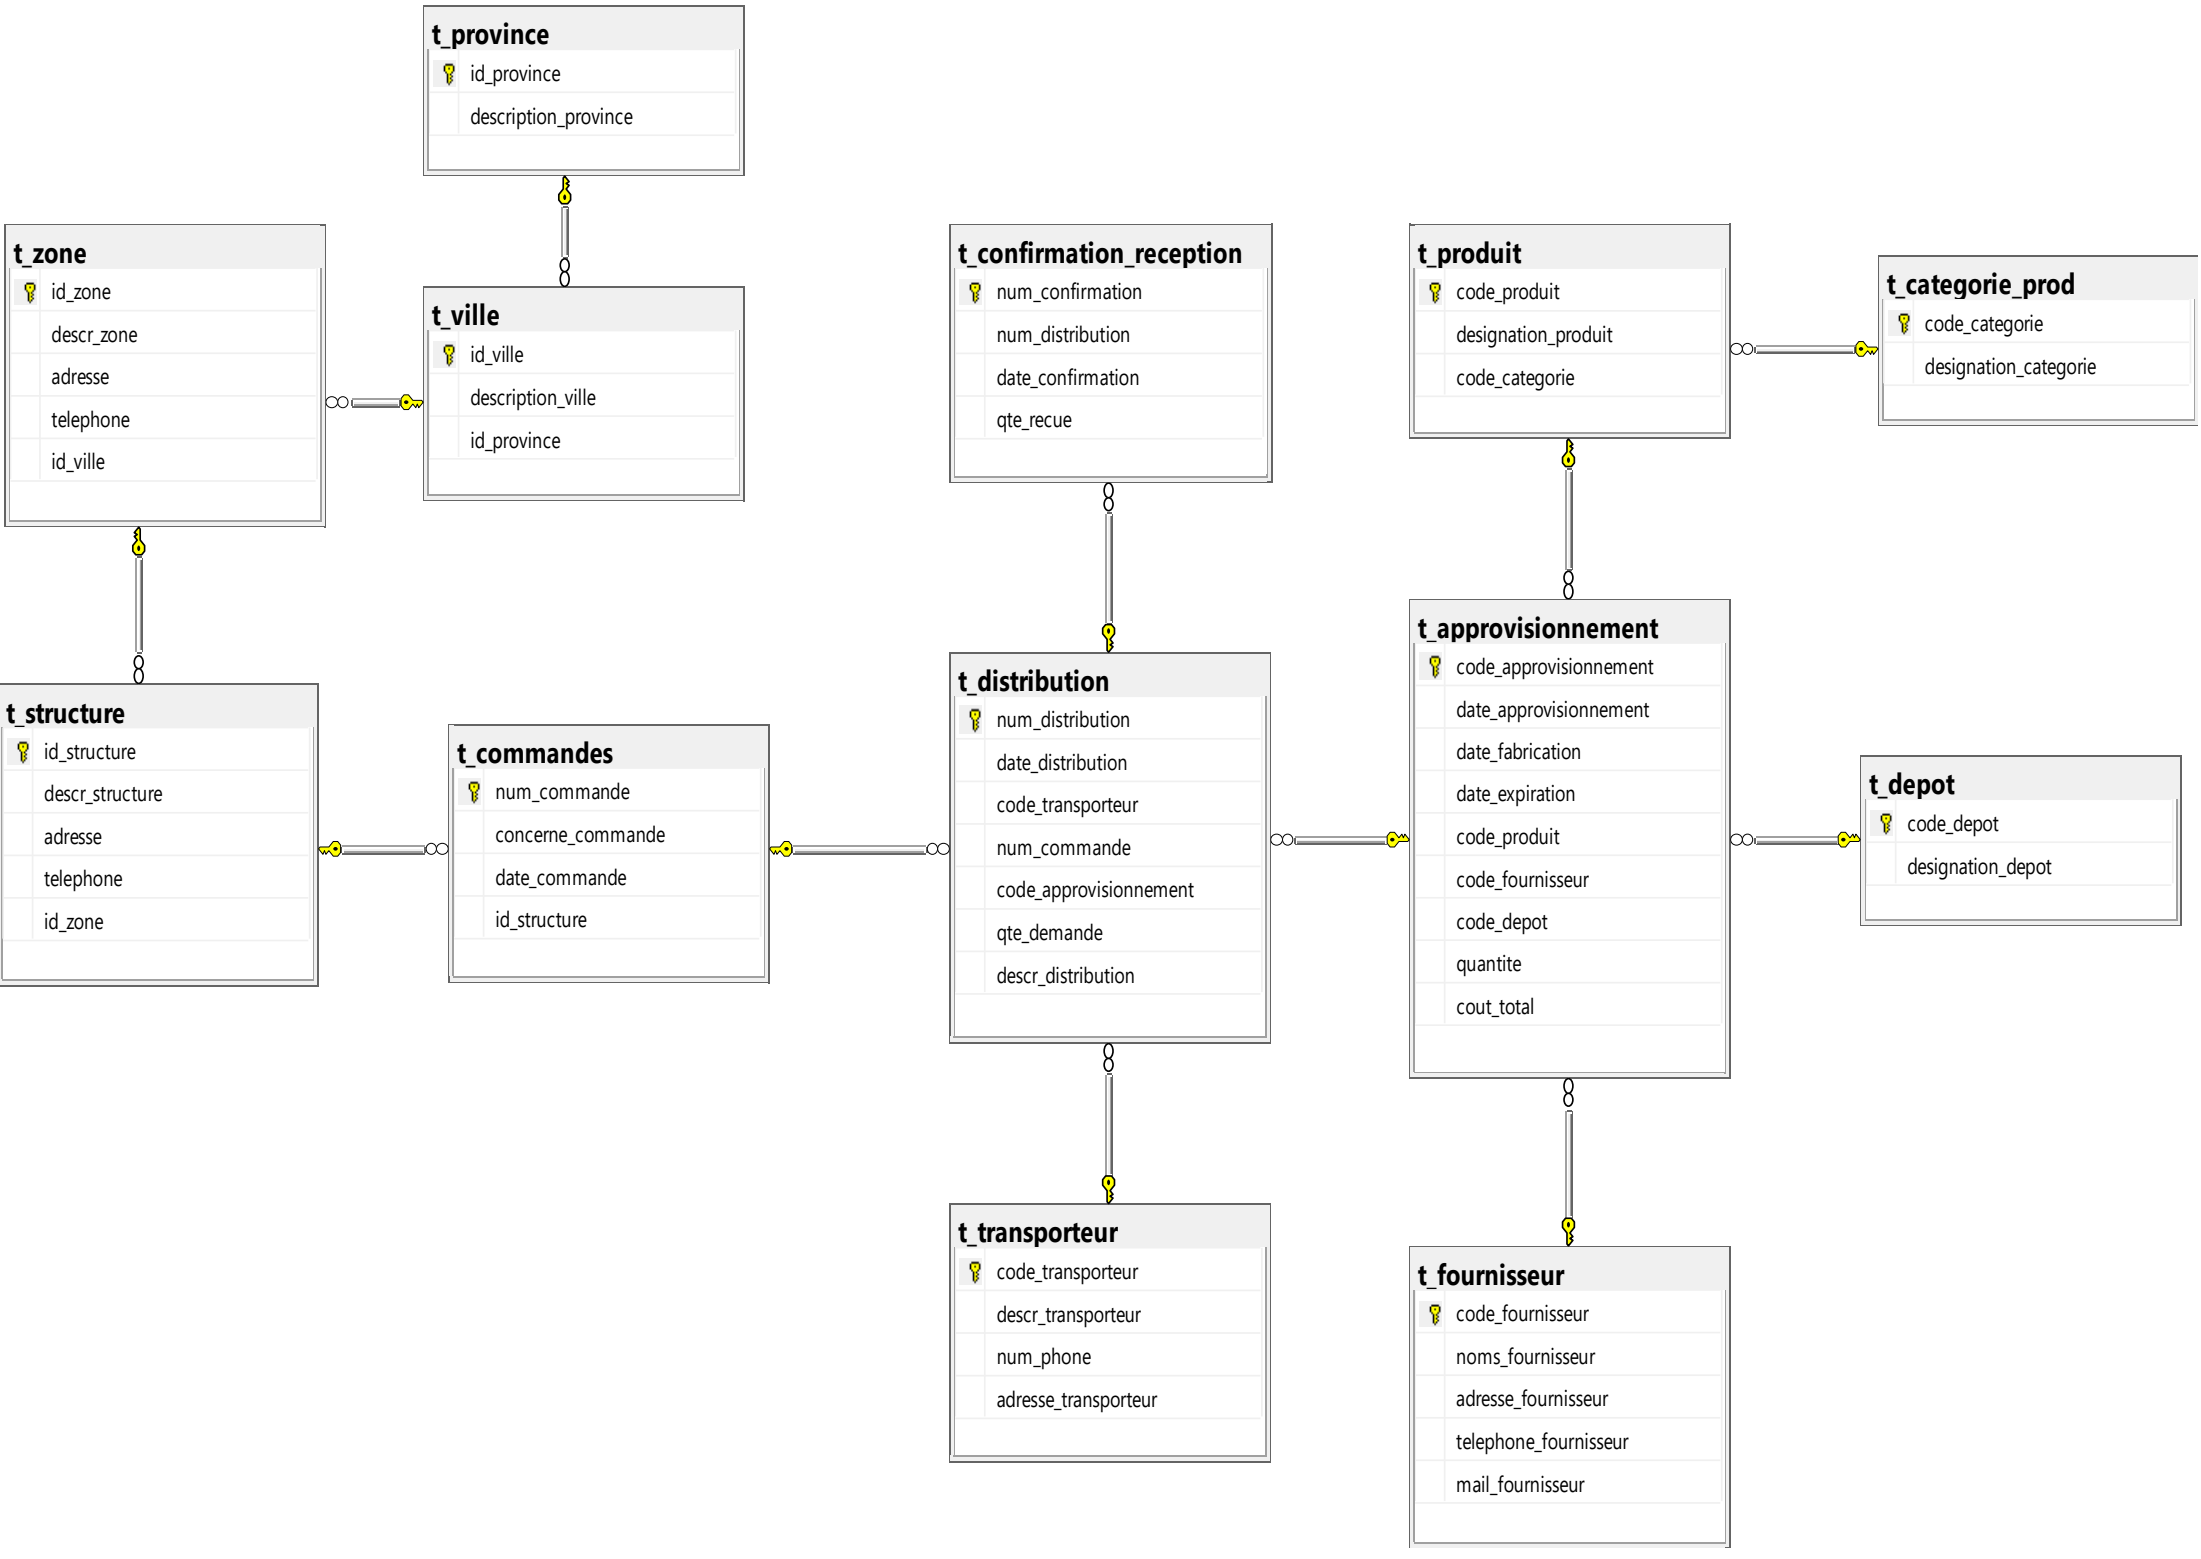 t_province
id_province
description_province
t_zone
id_zone
descr_zone
adresse
telephone
id_ville
t_ville
id_ville
description_ville
id_province
t_confirmation_reception
num_confirmation
num_distribution
date_confirmation
qte_recue
t_produit
code_produit
designation_produit
code_categorie
t_categorie_prod
code_categorie
designation_categorie
t_structure
id_structure
descr_structure
adresse
telephone
id_zone
t_commandes
num_commande
concerne_commande
date_commande
id_structure
t_distribution
num_distribution
date_distribution
code_transporteur
num_commande
code_approvisionnement
qte_demande
descr_distribution
t_approvisionnement
code_approvisionnement
date_approvisionnement
date_fabrication
date_expiration
code_produit
code_fournisseur
code_depot
quantite
cout_total
t_depot
code_depot
designation_depot
t_transporteur
code_transporteur
descr_transporteur
num_phone
adresse_transporteur
t_fournisseur
code_fournisseur
noms_fournisseur
adresse_fournisseur
telephone_fournisseur
mail_fournisseur